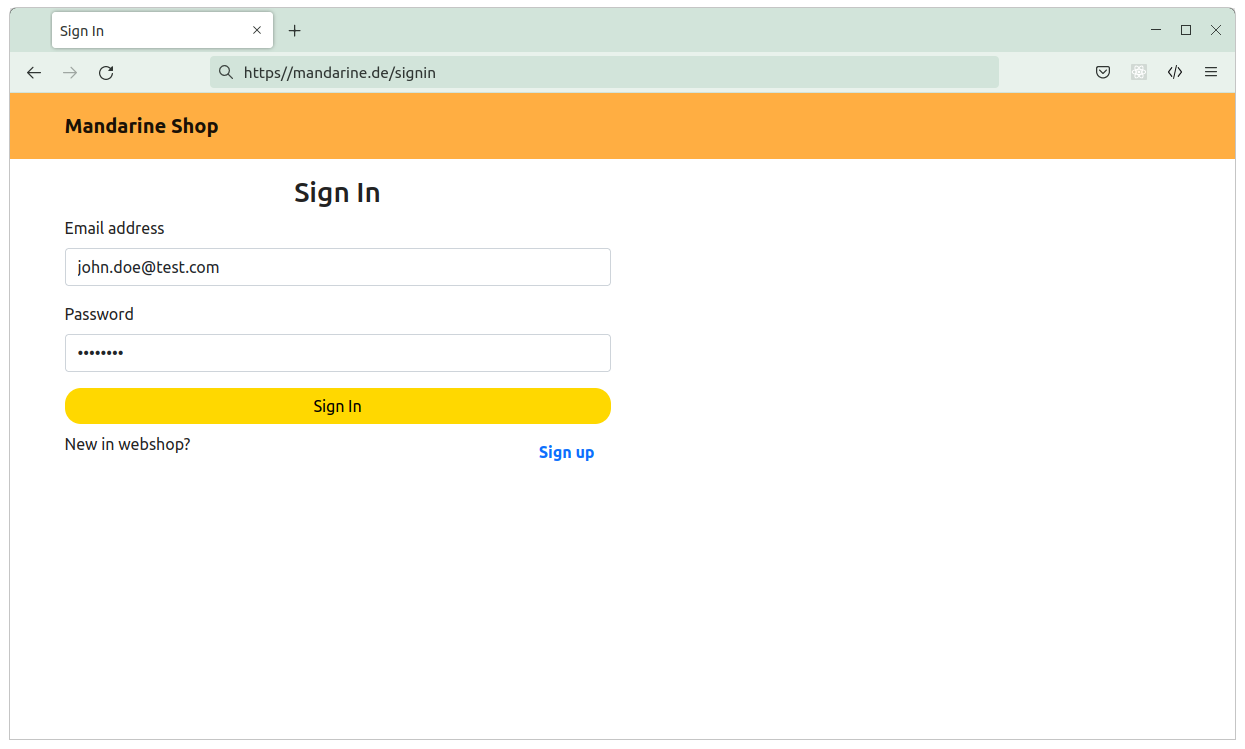 Sign In
https//mandarine.de/signin
Mandarine Shop
Sign In
Email address
john.doe@test.com
Password
••••••••
Sign In
New in webshop?
Sign up